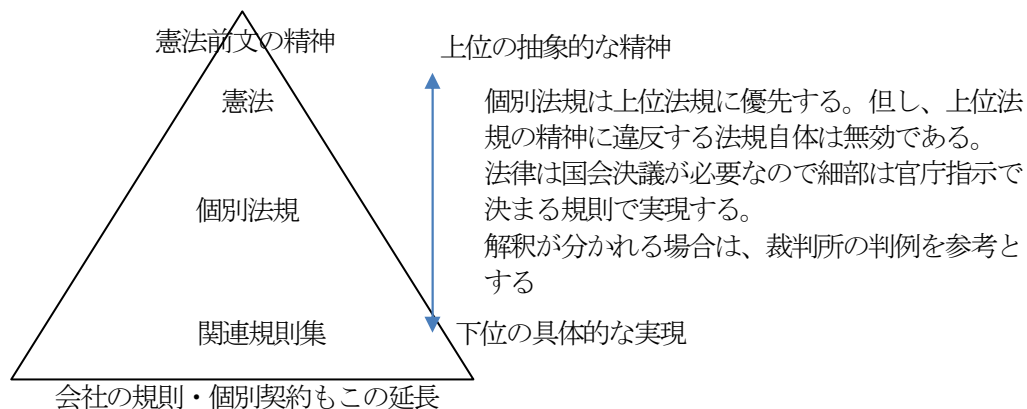 憲法前文の精神
上位の抽象的な精神
憲法
個別法規は上位法規に優先する。但し、上位法
規の精神に違反する法規自体は無効である。
法律は国会決議が必要なので細部は官庁指示で
決まる規則で実現する。
解釈が分かれる場合は、裁判所の判例を参考と
する
個別法規
関連規則集
下位の具体的な実現
会社の規則・個別契約もこの延長